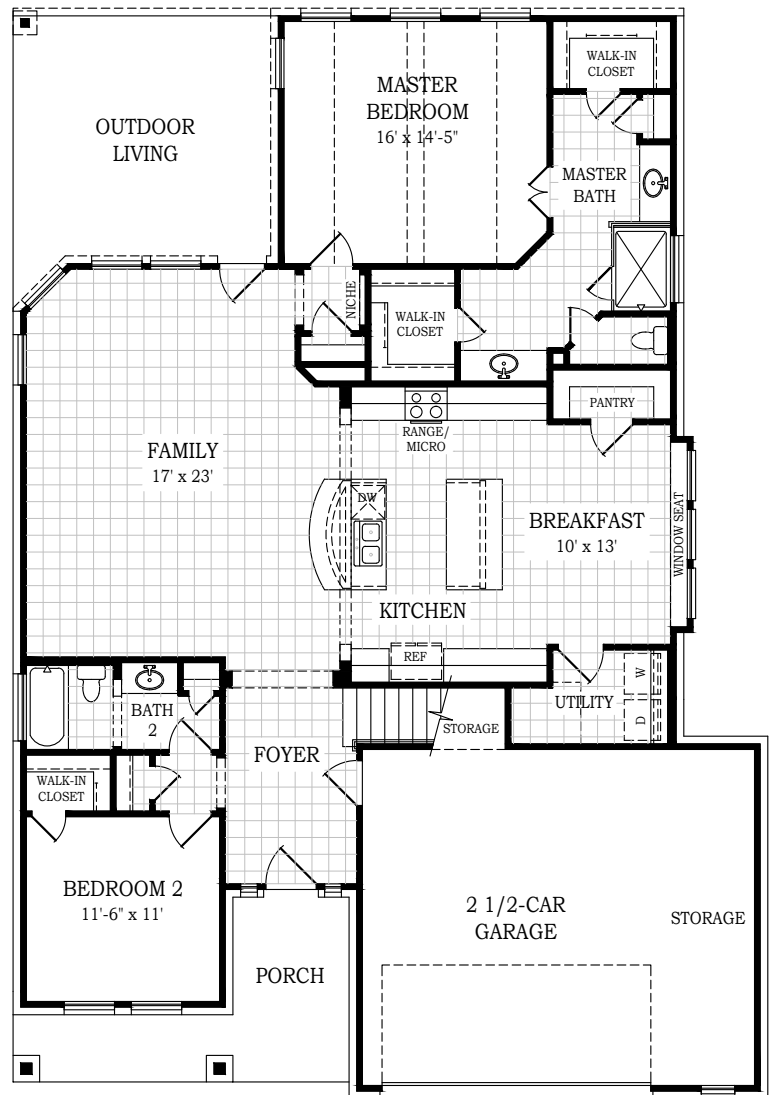 WALK-IN
CLOSET
MASTER
BEDROOM
16' x 14'-5"
OUTDOOR
LIVING
MASTER
BATH
NICHE
WALK-IN
CLOSET
PANTRY
RANGE/
MICRO
FAMILY
17' x 23'
DW
BREAKFAST
10' x 13'
WINDOW SEAT
KITCHEN
REF
W
UTILITY
D
BATH
2
STORAGE
FOYER
WALK-IN
CLOSET
BEDROOM 2
11'-6" x 11'
2 1/2-CAR
GARAGE
STORAGE
PORCH